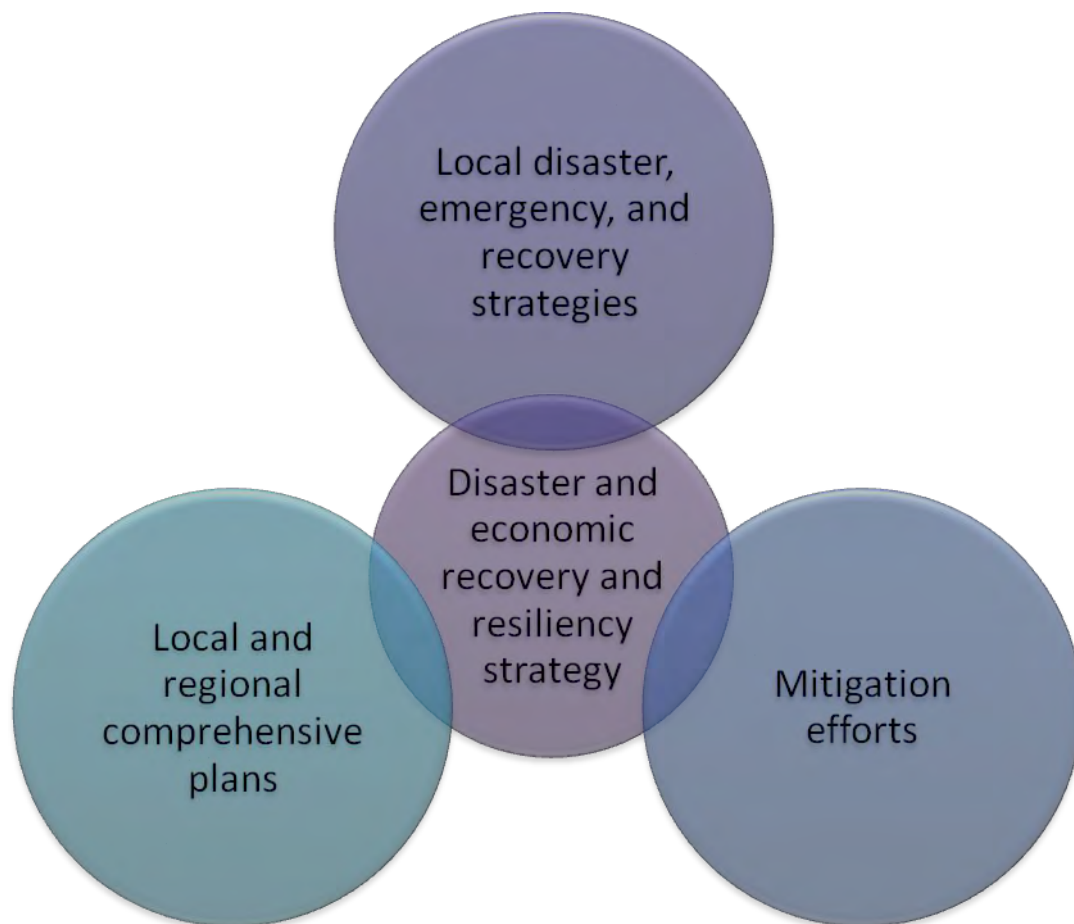 Local disaster,
emergency, and
recovery
strategies
Disaster and
economic
recovery and
resiliency
strategy
Local and
regional
comprehensive
plans
Mitigation
efforts